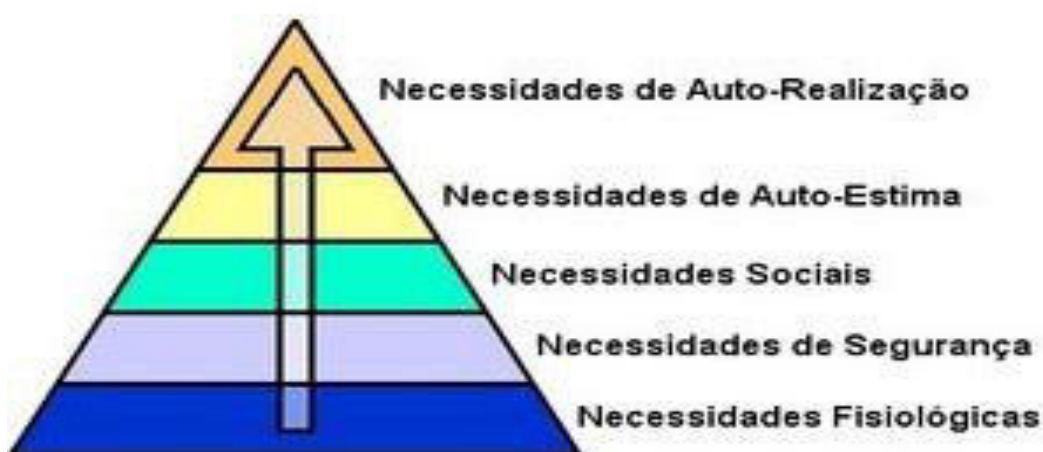 Necessidades de Auto-Realização
Necessidades de Auto-Estima
Necessidades Sociais
Necessidades de Segurança
Necessidades Fisiológicas